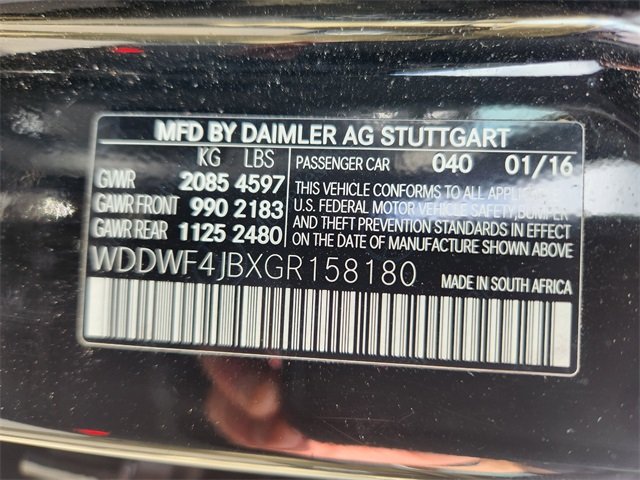 MFD BY DAIMLER AG STUTTGART
KG LBS PASSENGER CAR 040 01/16
GVWR 2085 4597
GAWR FRONT 990 2183
GAWR REAR 1125 2480
THIS VEHICLE CONFORMS TO ALL
U.S. FEDERAL MOTOR VEHICLE SAFETY, BUMPER
AND THEFT PREVENTION STANDARDS IN EFFECT
ON THE DATE OF MANUFACTURE SHOWN ABOVE
WDDWF4JBXGR158180 MADE IN SOUTH AFRICA